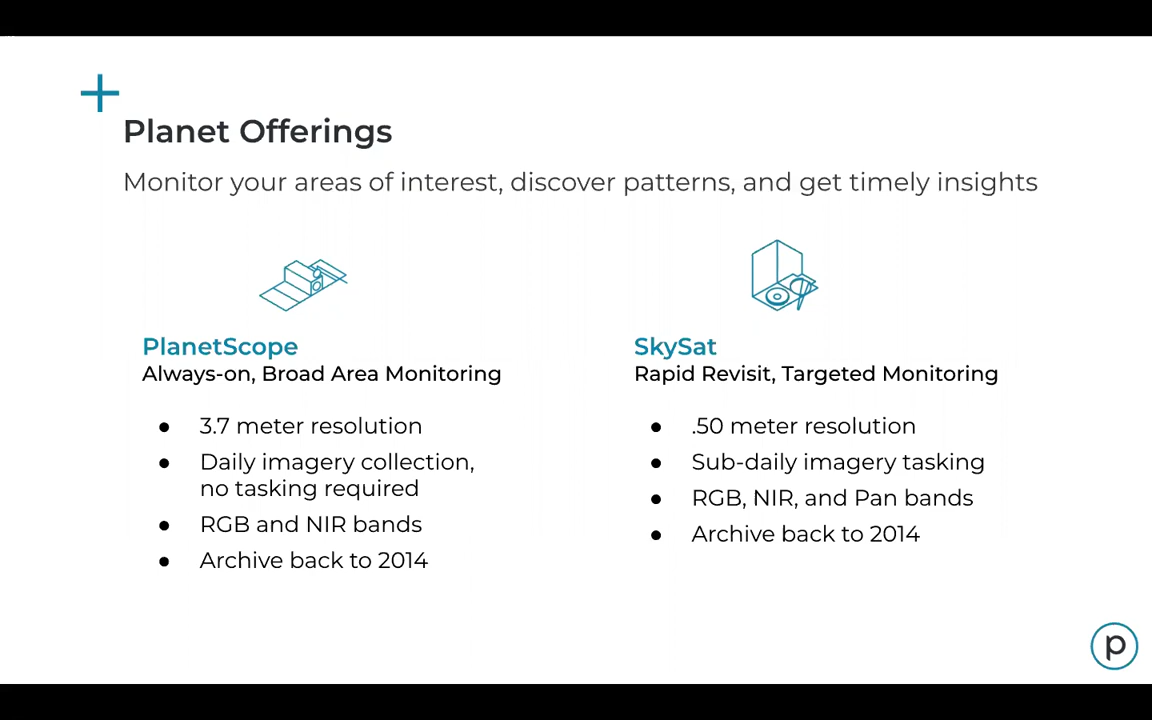 Planet Offerings
Monitor your areas of interest, discover patterns, and get timely insights
PlanetScope
Always-on, Broad Area Monitoring
● 3.7 meter resolution
● Daily imagery collection,
no tasking required
● RGB and NIR bands
● Archive back to 2014
SkySat
Rapid Revisit, Targeted Monitoring
● .50 meter resolution
● Sub-daily imagery tasking
● RGB, NIR, and Pan bands
● Archive back to 2014
p